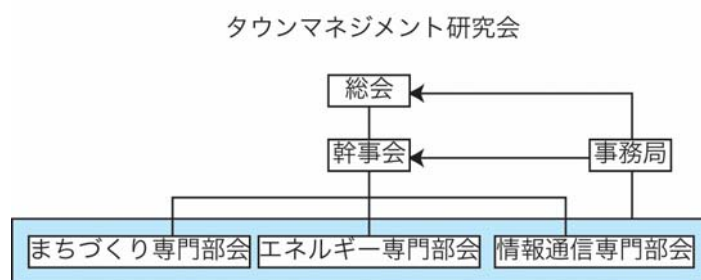 タウンマネジメント研究会
総会
幹事会
事務局
まちづくり専門部会
エネルギー専門部会
情報通信専門部会